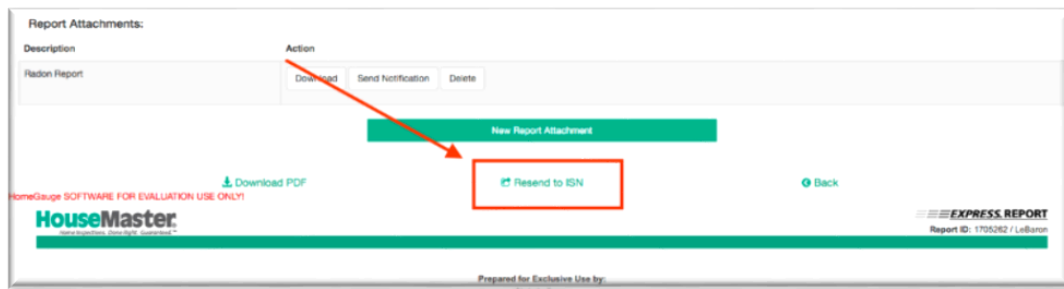 Report Attachments:
Description Action
Radon Report Download Send Notification Delete
New Report Attachment
Download PDF Resend to ISN Back
HomeGauge SOFTWARE FOR EVALUATION USE ONLY!
HouseMaster
Home Inspections. Done Right. Guaranteed.™
EXPRESS REPORT
Report ID: 1705262 / LeBaron
Prepared for Exclusive Use by: